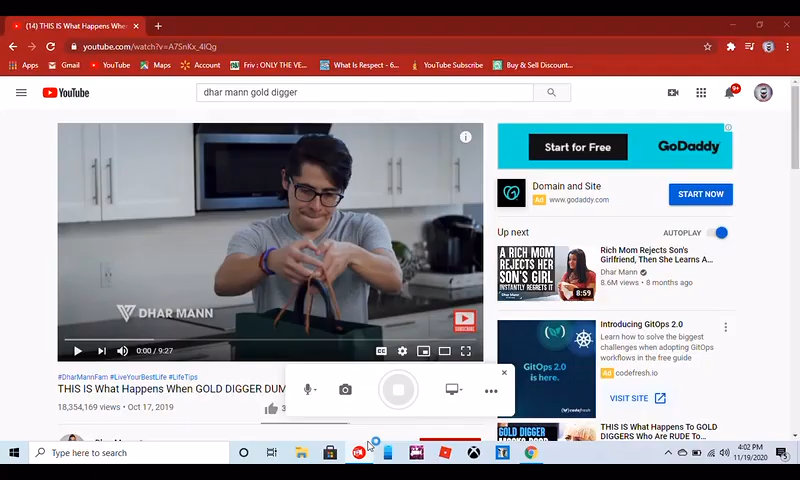 (14) THIS IS What Happens Whe
youtube.com/watch?v=A7SnKx_4IQg
Apps
Gmail
YouTube
Maps
Account
Friv : ONLY THE VE...
What Is Respect - 6...
YouTube Subscribe
Buy & Sell Discount...
YouTube
dhar mann gold digger
9+
Start for Free
GoDaddy
Domain and Site
Ad www.godaddy.com
START NOW
Up next
AUTOPLAY
A RICH MOM
REJECTS HER
SON'S GIRL
INSTANTLY REGRETS IT
8:59
Rich Mom Rejects Son's
Girlfriend, Then She Learns A...
Dhar Mann
8.6M views • 8 months ago
DHAR MANN
SUBSCRIBE
0:00 / 9:27
CC
GitOps 2.0
is here.
Introducing GitOps 2.0
Learn how to solve the biggest
challenges when adopting GitOps
workflows in the free guide
Ad codefresh.io
VISIT SITE
#DharMannFam #LiveYourBestLife #LifeTips
THIS IS What Happens When GOLD DIGGER DUM
18,354,169 views • Oct 17, 2019
GOLD DIGGER
THIS IS What Happens To GOLD
DIGGERS Who Are RUDE To...
Type here to search
4:02 PM
11/19/2020